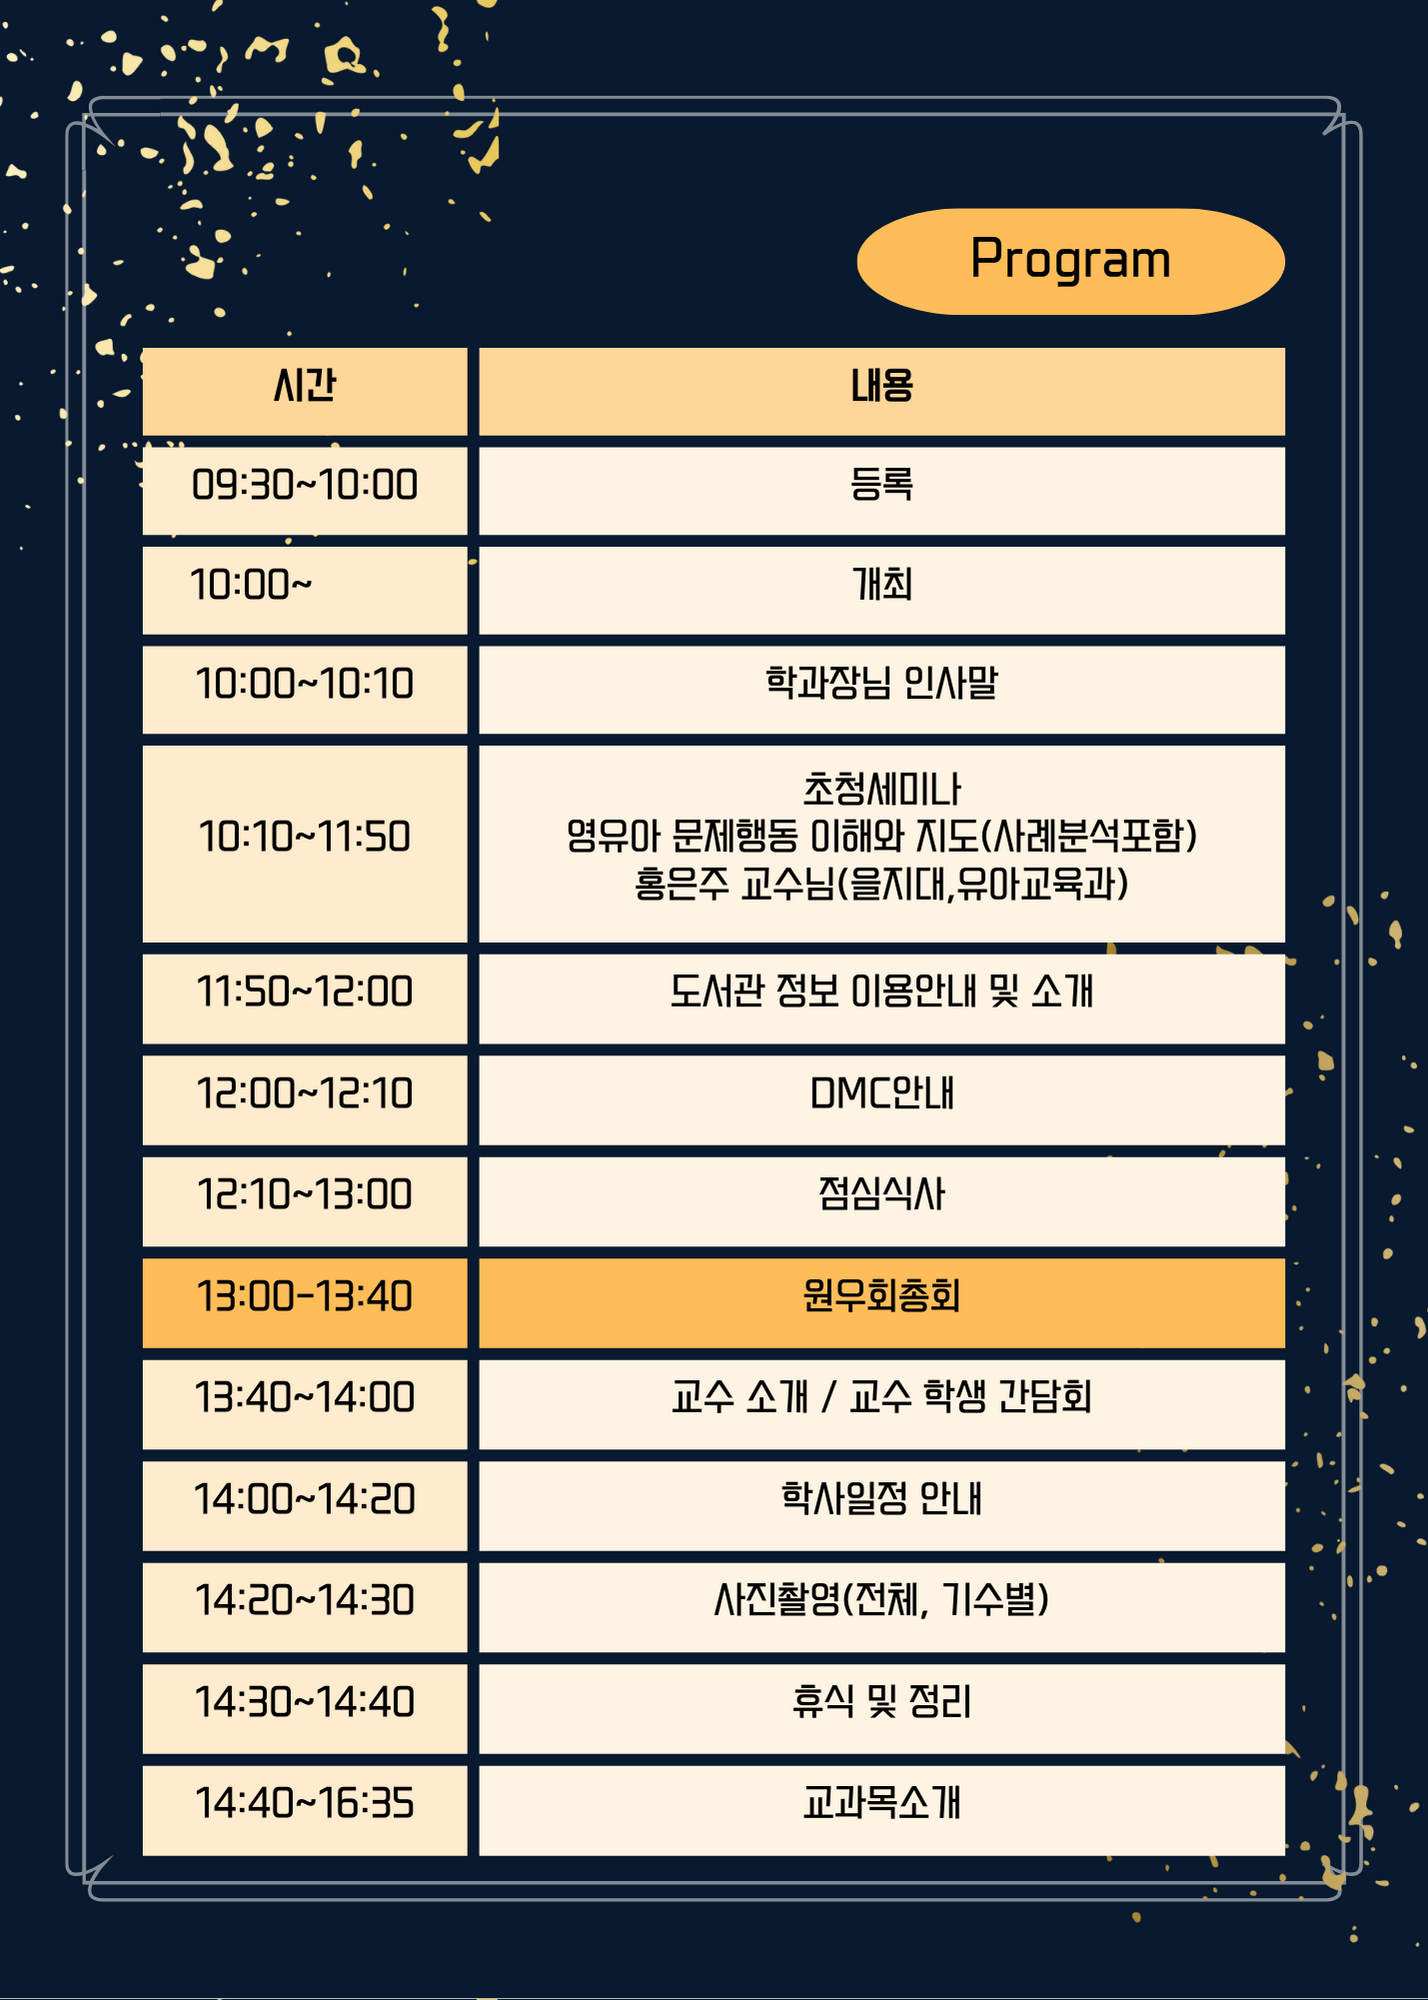 Program
시간 내용
09:30~10:00 등록
10:00~ 개최
10:00~10:10 학과장님 인사말
초청세미나
10:10~11:50 영유아 문제행동 이해와 지도(사례분석포함)
홍은주 교수님(을지대,유아교육과)
11:50~12:00 도서관 정보 이용안내 및 소개
12:00~12:10 DMC안내
12:10~13:00 점심식사
13:00-13:40 원우회총회
13:40~14:00 교수 소개 / 교수 학생 간담회
14:00~14:20 학사일정 안내
14:20~14:30 사진촬영(전체, 기수별)
14:30~14:40 휴식 및 정리
14:40~16:35 교과목소개